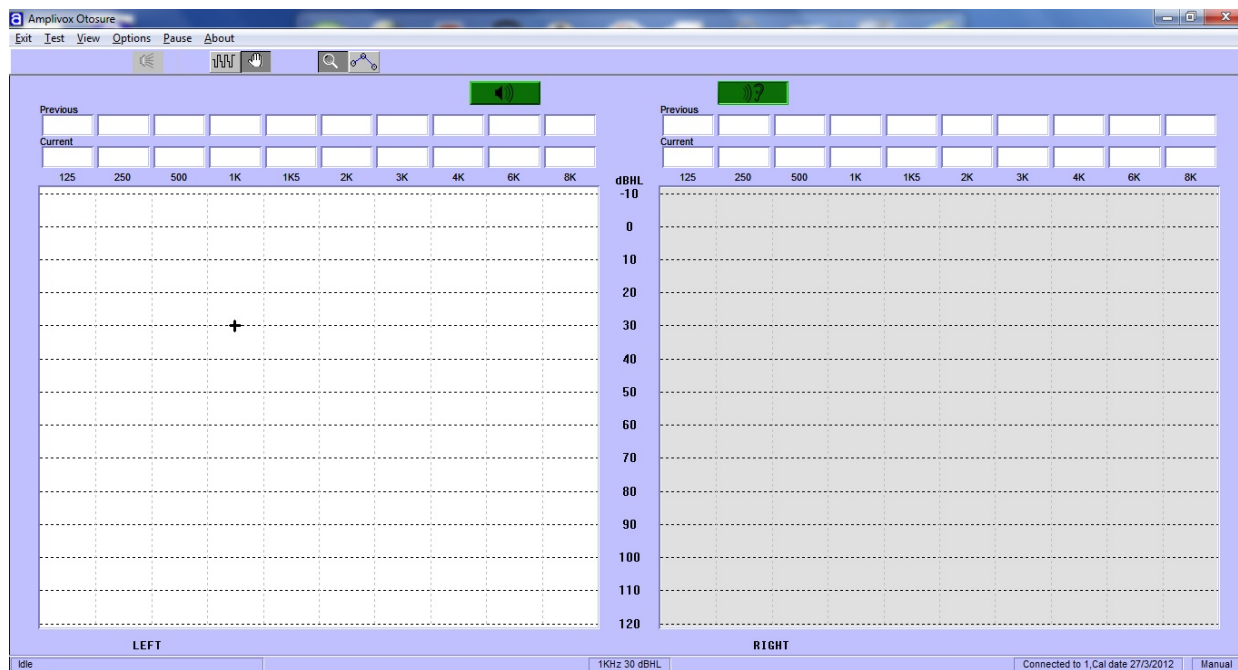 a Amplivox Otosure
Exit Test View Options Pause About
Previous Previous
Current Current
125 250 500 1K 1K5 2K 3K 4K 6K 8K dBHL 125 250 500 1K 1K5 2K 3K 4K 6K 8K
-10
0
10
20
30
40
50
60
70
80
90
100
110
120
LEFT RIGHT
Idle 1KHz 30 dBHL Connected to 1,Cal date 27/3/2012 Manual